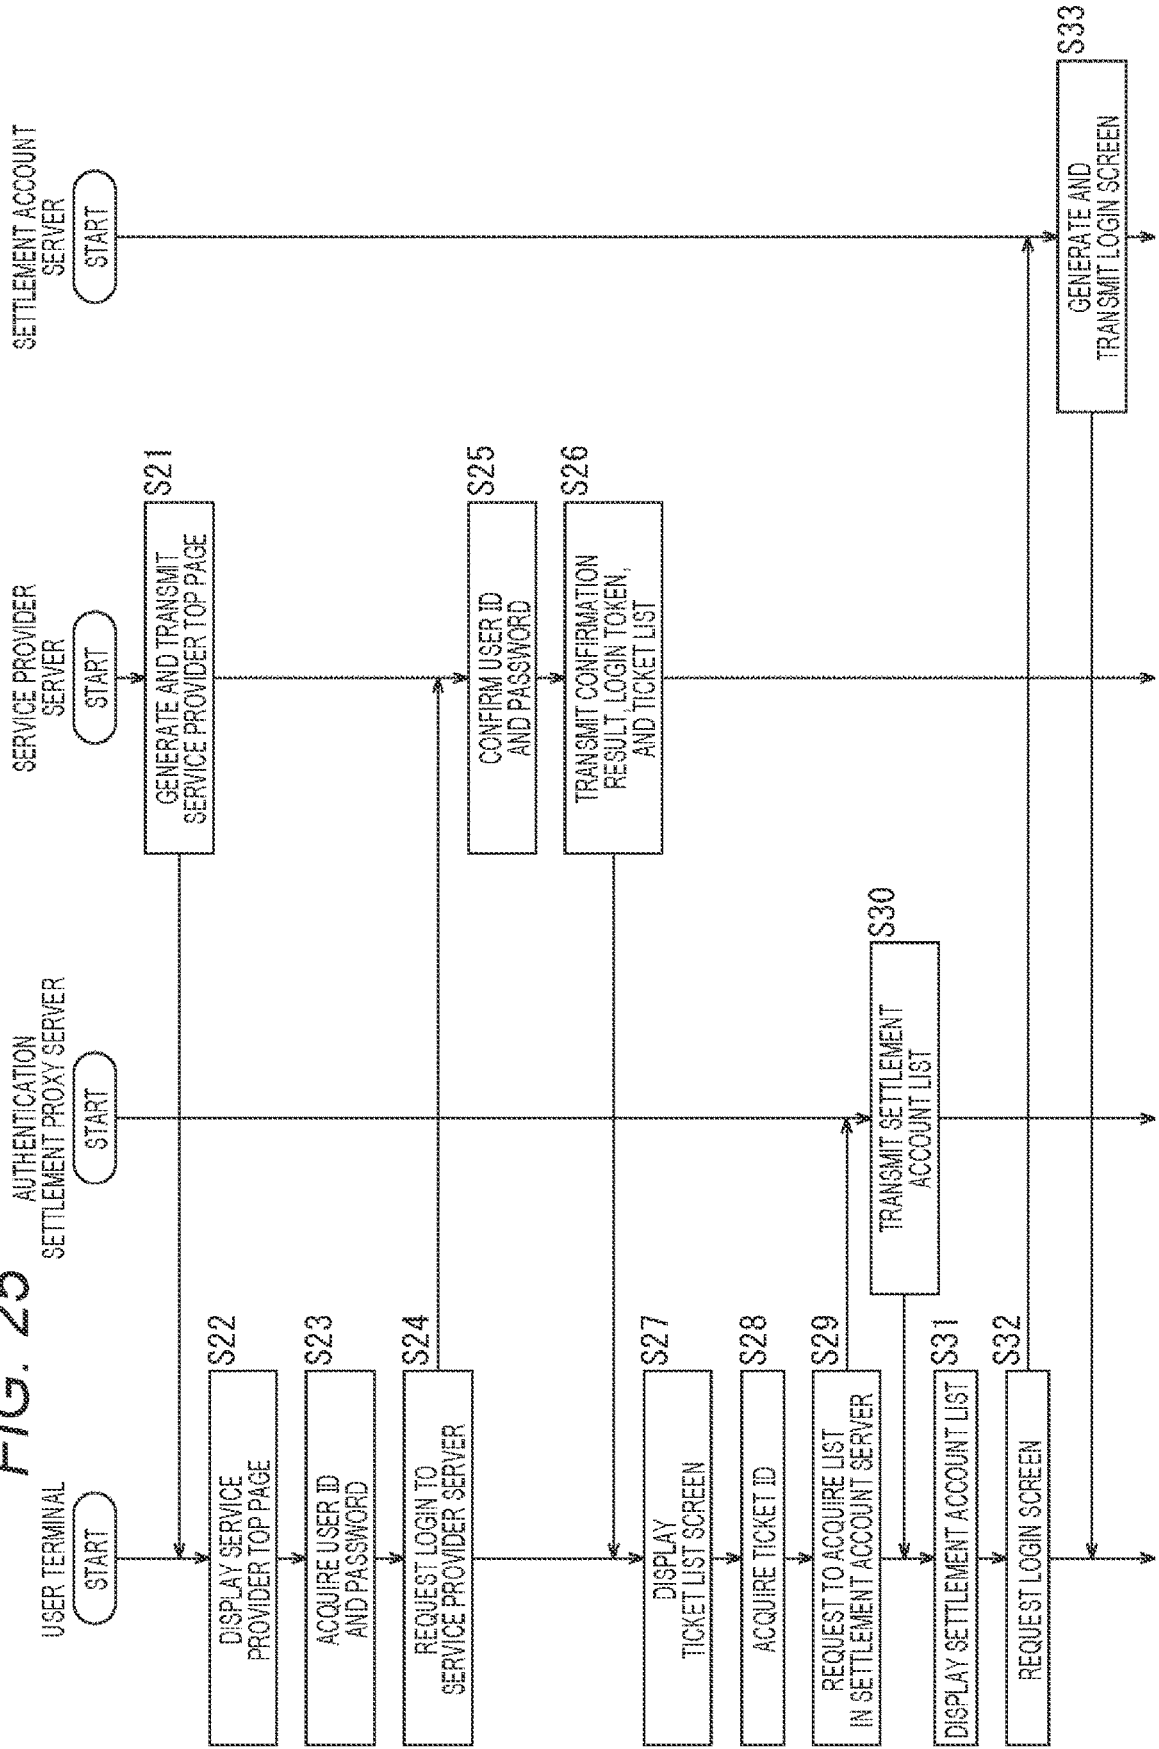 FIG. 25
USER TERMINAL
START
AUTHENTICATION
SETTLEMENT PROXY SERVER
START
SERVICE PROVIDER
SERVER
START
SETTLEMENT ACCOUNT
SERVER
START
S21
GENERATE AND TRANSMIT
SERVICE PROVIDER TOP PAGE
S22
DISPLAY SERVICE
PROVIDER TOP PAGE
S23
ACQUIRE USER ID
AND PASSWORD
S24
REQUEST LOGIN TO
SERVICE PROVIDER SERVER
S25
CONFIRM USER ID
AND PASSWORD
S26
TRANSMIT CONFIRMATION
RESULT, LOGIN TOKEN,
AND TICKET LIST
S27
DISPLAY
TICKET LIST SCREEN
S28
ACQUIRE TICKET ID
S29
REQUEST TO ACQUIRE LIST
IN SETTLEMENT ACCOUNT SERVER
S30
TRANSMIT SETTLEMENT
ACCOUNT LIST
S31
DISPLAY SETTLEMENT ACCOUNT LIST
S32
REQUEST LOGIN SCREEN
S33
GENERATE AND
TRANSMIT LOGIN SCREEN